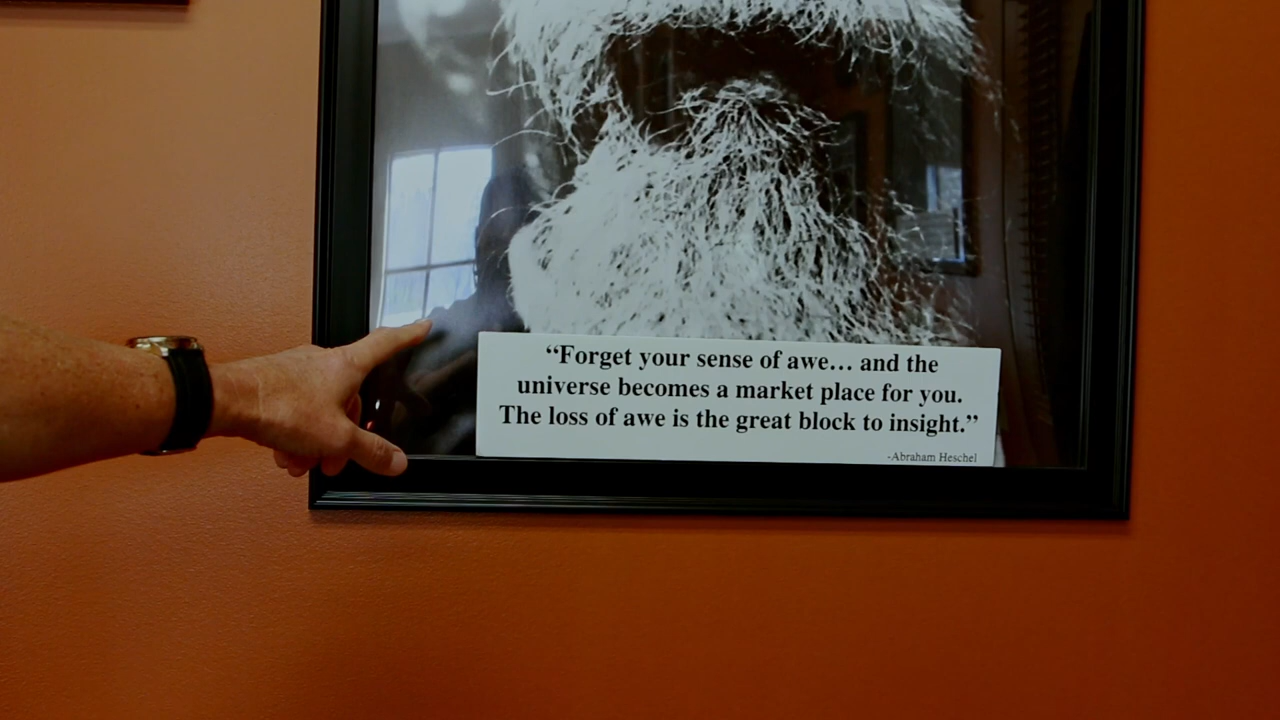 “Forget your sense of awe... and the
universe becomes a market place for you.
The loss of awe is the great block to insight.”
-Abraham Heschel